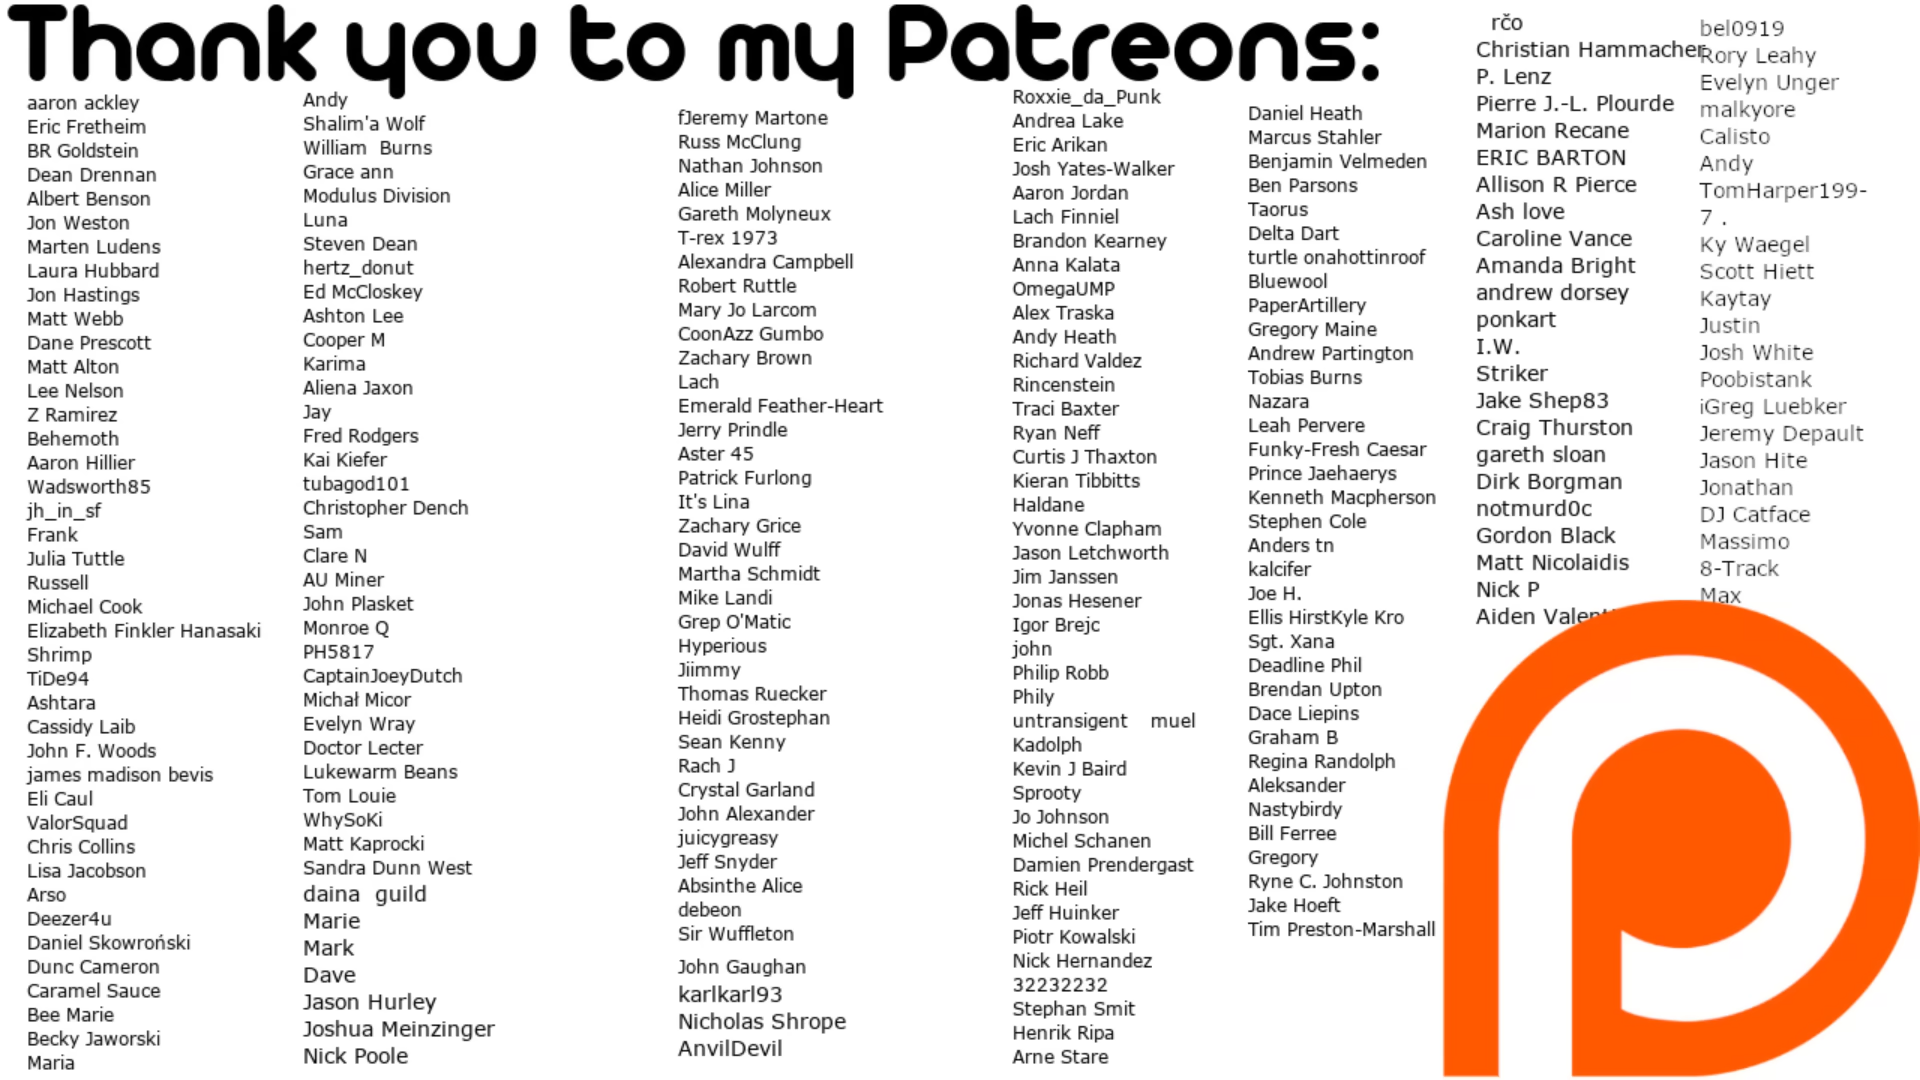 Thank you to my Patreons:
aaron ackley
Eric Fretheim
BR Goldstein
Dean Drennan
Albert Benson
Jon Weston
Marten Ludens
Laura Hubbard
Jon Hastings
Matt Webb
Dane Prescott
Matt Alton
Lee Nelson
Z Ramirez
Behemoth
Aaron Hillier
Wadsworth85
jh_in_sf
Frank
Julia Tuttle
Russell
Michael Cook
Elizabeth Finkler Hanasaki
Shrimp
TiDe94
Ashtara
Cassidy Laib
John F. Woods
james madison bevis
Eli Caul
ValorSquad
Chris Collins
Lisa Jacobson
Arso
Deezer4u
Daniel Skowroński
Dunc Cameron
Caramel Sauce
Bee Marie
Becky Jaworski
Maria
Andy
Shalim'a Wolf
William Burns
Grace ann
Modulus Division
Luna
Steven Dean
hertz_donut
Ed McCloskey
Ashton Lee
Cooper M
Karima
Aliena Jaxon
Jay
Fred Rodgers
Kai Kiefer
tubagod101
Christopher Dench
Sam
Clare N
AU Miner
John Plasket
Monroe Q
PH5817
CaptainJoeyDutch
Michał Micor
Evelyn Wray
Doctor Lecter
Lukewarm Beans
Tom Louie
WhySoKi
Matt Kaprocki
Sandra Dunn West
daina guild
Marie
Mark
Dave
Jason Hurley
Joshua Meinzinger
Nick Poole
fJeremy Martone
Russ McClung
Nathan Johnson
Alice Miller
Gareth Molyneux
T-rex 1973
Alexandra Campbell
Robert Ruttle
Mary Jo Larcom
CoonAzz Gumbo
Zachary Brown
Lach
Emerald Feather-Heart
Jerry Prindle
Aster 45
Patrick Furlong
It's Lina
Zachary Grice
David Wulff
Martha Schmidt
Mike Landi
Grep O'Matic
Hyperious
Jiimmy
Thomas Ruecker
Heidi Grostephan
Sean Kenny
Rach J
Crystal Garland
John Alexander
juicygreasy
Jeff Snyder
Absinthe Alice
debeon
Sir Wuffleton
John Gaughan
karlkarl93
Nicholas Shrope
AnvilDevil
Roxxie_da_Punk
Andrea Lake
Eric Arikan
Josh Yates-Walker
Aaron Jordan
Lach Finniel
Brandon Kearney
Anna Kalata
OmegaUMP
Alex Traska
Andy Heath
Richard Valdez
Rincenstein
Traci Baxter
Ryan Neff
Curtis J Thaxton
Kieran Tibbitts
Haldane
Yvonne Clapham
Jason Letchworth
Jim Janssen
Jonas Hesener
Igor Brejc
john
Philip Robb
Phily
untransigent muel
Kadolph
Kevin J Baird
Sprooty
Jo Johnson
Michel Schanen
Damien Prendergast
Rick Heil
Jeff Huinker
Piotr Kowalski
Nick Hernandez
32232232
Stephan Smit
Henrik Ripa
Arne Stare
Daniel Heath
Marcus Stahler
Benjamin Velmeden
Ben Parsons
Taorus
Delta Dart
turtle onahottinroof
Bluewool
PaperArtillery
Gregory Maine
Andrew Partington
Tobias Burns
Nazara
Leah Pervere
Funky-Fresh Caesar
Prince Jaehaerys
Kenneth Macpherson
Stephen Cole
Anders tn
kalcifer
Joe H.
Ellis HirstKyle Kro
Sgt. Xana
Deadline Phil
Brendan Upton
Dace Liepins
Graham B
Regina Randolph
Aleksander
Nastybirdy
Bill Ferree
Gregory
Ryne C. Johnston
Jake Hoeft
Tim Preston-Marshall
rčo
Christian Hammacher
P. Lenz
Pierre J.-L. Plourde
Marion Recane
ERIC BARTON
Allison R Pierce
Ash love
Caroline Vance
Amanda Bright
andrew dorsey
ponkart
I.W.
Striker
Jake Shep83
Craig Thurston
gareth sloan
Dirk Borgman
notmurd0c
Gordon Black
Matt Nicolaidis
Nick P
Aiden
bel0919
Rory Leahy
Evelyn Unger
malkyore
Calisto
Andy
TomHarper199-
7 .
Ky Waegel
Scott Hiett
Kaytay
Justin
Josh White
Poobistank
iGreg Luebker
Jeremy Depault
Jason Hite
Jonathan
DJ Catface
Massimo
8-Track
Max